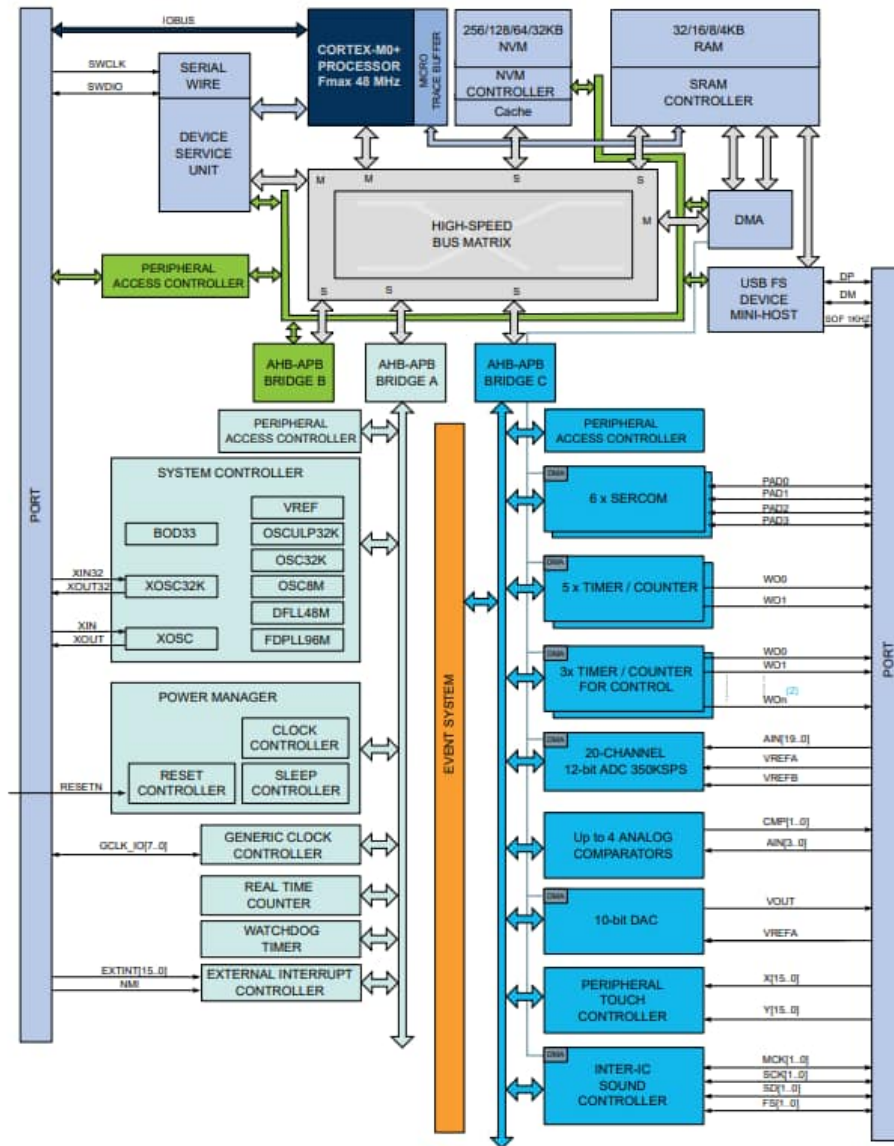 IOBUS
SWCLK
SWDIO
SERIAL
WIRE
DEVICE
SERVICE
UNIT
CORTEX-M0+
PROCESSOR
Fmax 48 MHz
MICRO
TRACE BUFFER
256/128/64/32KB
NVM
NVM
CONTROLLER
Cache
32/16/8/4KB
RAM
SRAM
CONTROLLER
M
M
S
S
HIGH-SPEED
BUS MATRIX
M
S
S
S
DMA
PERIPHERAL
ACCESS CONTROLLER
USB FS
DEVICE
MINI-HOST
DP
DM
SOF 1KHZ
AHB-APB
BRIDGE B
AHB-APB
BRIDGE A
AHB-APB
BRIDGE C
PORT
PERIPHERAL
ACCESS CONTROLLER
SYSTEM CONTROLLER
VREF
BOD33
OSCULP32K
OSC32K
XIN32
XOUT32
XOSC32K
OSC8M
DFLL48M
XIN
XOUT
XOSC
FDPLL96M
POWER MANAGER
CLOCK
CONTROLLER
RESETN
RESET
CONTROLLER
SLEEP
CONTROLLER
GCLK_IO[7..0]
GENERIC CLOCK
CONTROLLER
REAL TIME
COUNTER
WATCHDOG
TIMER
EXTINT[15..0]
NMI
EXTERNAL INTERRUPT
CONTROLLER
EVENT SYSTEM
PERIPHERAL
ACCESS CONTROLLER
DMA
6 x SERCOM
PAD0
PAD1
PAD2
PAD3
DMA
5 x TIMER / COUNTER
WO0
WO1
DMA
3x TIMER / COUNTER
FOR CONTROL
WO0
WO1
(2)
WOn
DMA
20-CHANNEL
12-bit ADC 350KSPS
AIN[19..0]
VREFA
VREFB
Up to 4 ANALOG
COMPARATORS
CMP[1..0]
AIN[3..0]
DMA
10-bit DAC
VOUT
VREFA
PERIPHERAL
TOUCH
CONTROLLER
X[15..0]
Y[15..0]
DMA
INTER-IC
SOUND
CONTROLLER
MCK[1..0]
SCK[1..0]
SD[1..0]
FS[1..0]
PORT